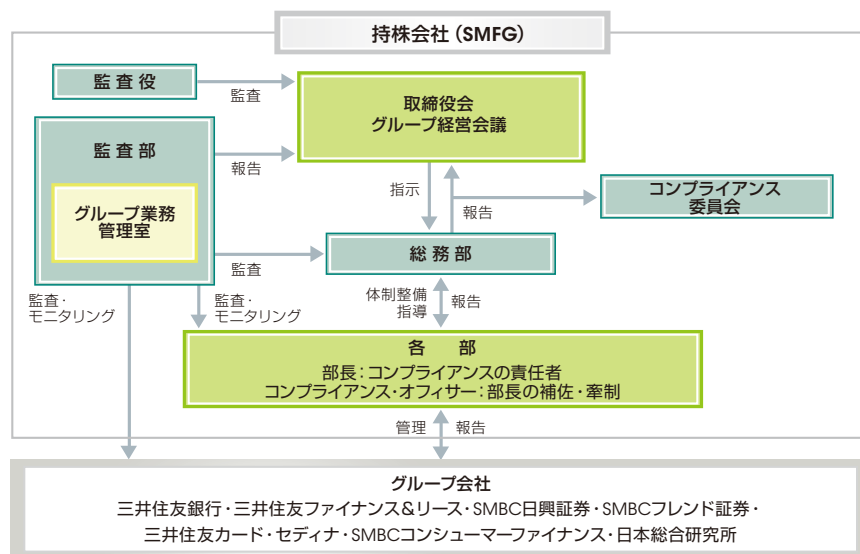 持株会社（SMFG）
監査役
監査
取締役会
グループ経営会議
監査部
報告
グループ業務
管理室
指示
報告
コンプライアンス
委員会
監査
総務部
監査・
モニタリング
監査・
モニタリング
体制整備
指導
報告
各　部
部長：コンプライアンスの責任者
コンプライアンス・オフィサー：部長の補佐・牽制
管理
報告
グループ会社
三井住友銀行・三井住友ファイナンス&リース・SMBC日興証券・SMBCフレンド証券・
三井住友カード・セディナ・SMBCコンシューマーファイナンス・日本総合研究所